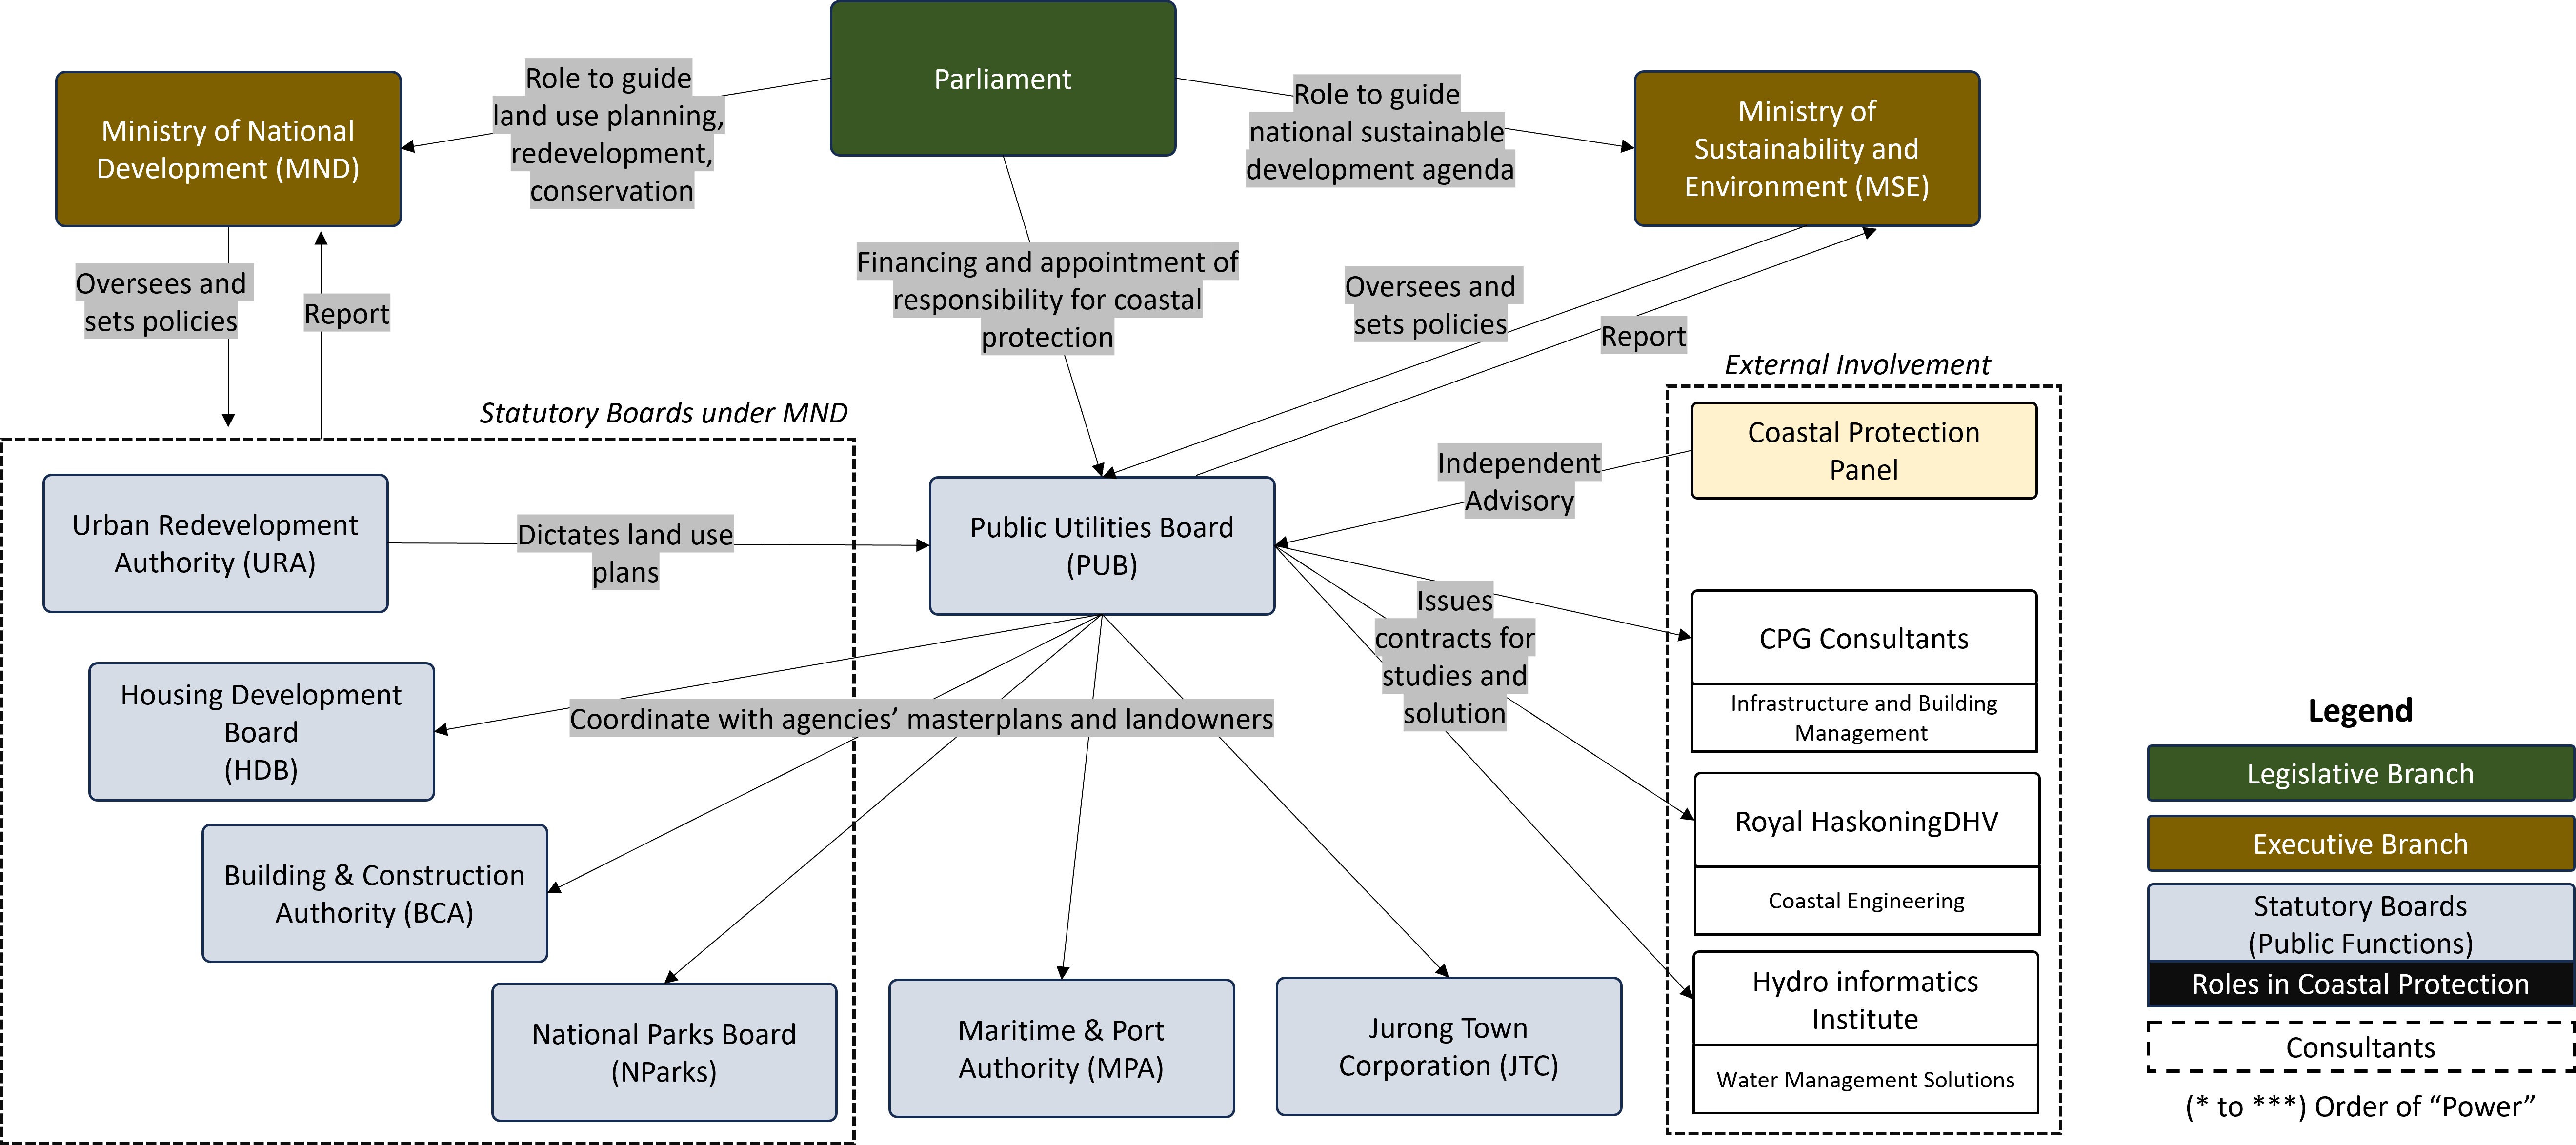 Parliament
Ministry of National
Development (MND)
Role to guide
land use planning,
redevelopment,
conservation
Role to guide
national sustainable
development agenda
Ministry of
Sustainability and
Environment (MSE)
Oversees and
sets policies
Report
Financing and appointment of
responsibility for coastal
protection
Oversees and
sets policies
Report
Statutory Boards under MND
External Involvement
Urban Redevelopment
Authority (URA)
Dictates land use
plans
Public Utilities Board
(PUB)
Independent
Advisory
Coastal Protection
Panel
Issues
contracts for
studies and
solution
CPG Consultants
Infrastructure and Building
Management
Housing Development
Board
(HDB)
Coordinate with agencies’ masterplans and landowners
Royal HaskoningDHV
Coastal Engineering
Building & Construction
Authority (BCA)
National Parks Board
(NParks)
Maritime & Port
Authority (MPA)
Jurong Town
Corporation (JTC)
Hydro informatics
Institute
Water Management Solutions
Legend
Legislative Branch
Executive Branch
Statutory Boards
(Public Functions)
Roles in Coastal Protection
Consultants
(* to ***) Order of “Power”